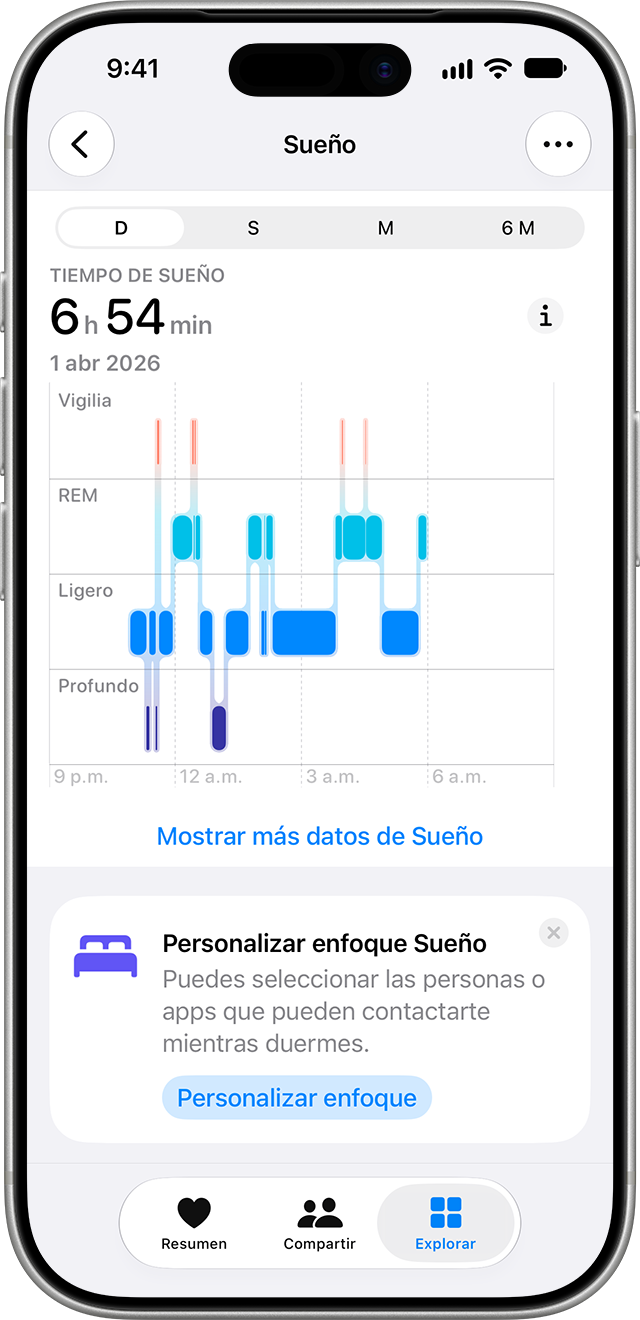 9:41
Sueño
D S M 6 M
TIEMPO DE SUEÑO
6 h 54 min
1 abr 2026
Vigilia
REM
Ligero
Profundo
9 p.m. 12 a.m. 3 a.m. 6 a.m.
Mostrar más datos de Sueño
Personalizar enfoque Sueño
Puedes seleccionar las personas o
apps que pueden contactarte
mientras duermes.
Personalizar enfoque
Resumen Compartir Explorar